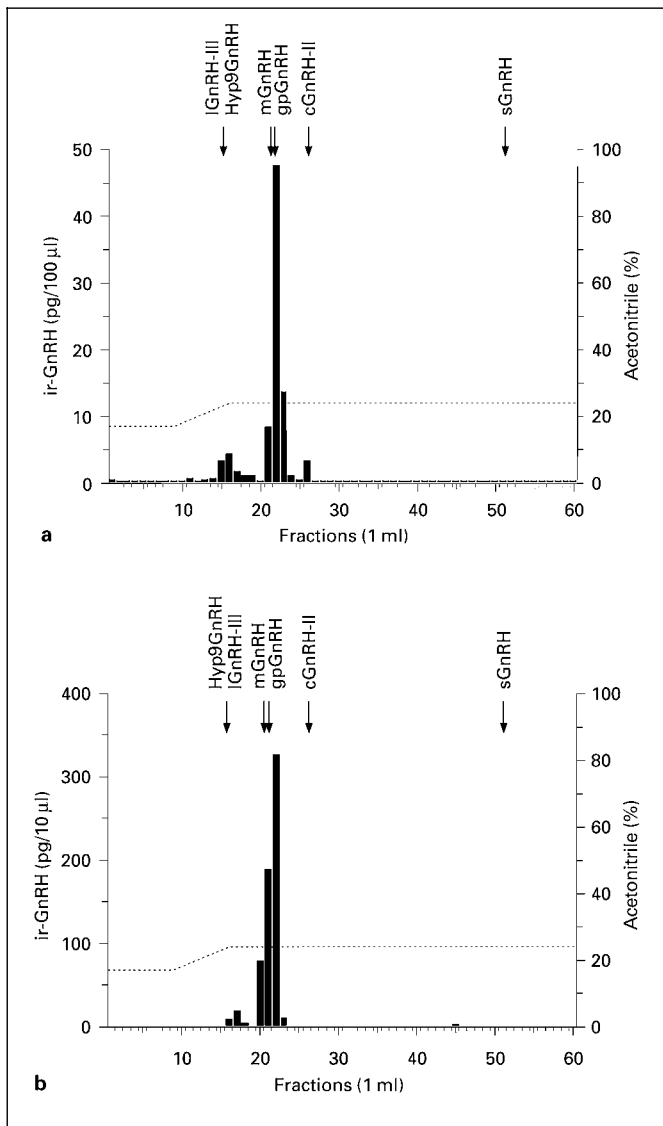 lGnRH-III
Hyp9GnRH
mGnRH
gpGnRH
cGnRH-II
sGnRH
50
40
30
20
10
0
ir-GnRH (pg/100 µl)
100
80
60
40
20
0
Acetonitrile (%)
10 20 30 40 50 60
Fractions (1 ml)
a
Hyp9GnRH
lGnRH-III
mGnRH
gpGnRH
cGnRH-II
sGnRH
400
300
200
100
0
ir-GnRH (pg/10 µl)
100
80
60
40
20
0
Acetonitrile (%)
10 20 30 40 50 60
Fractions (1 ml)
b